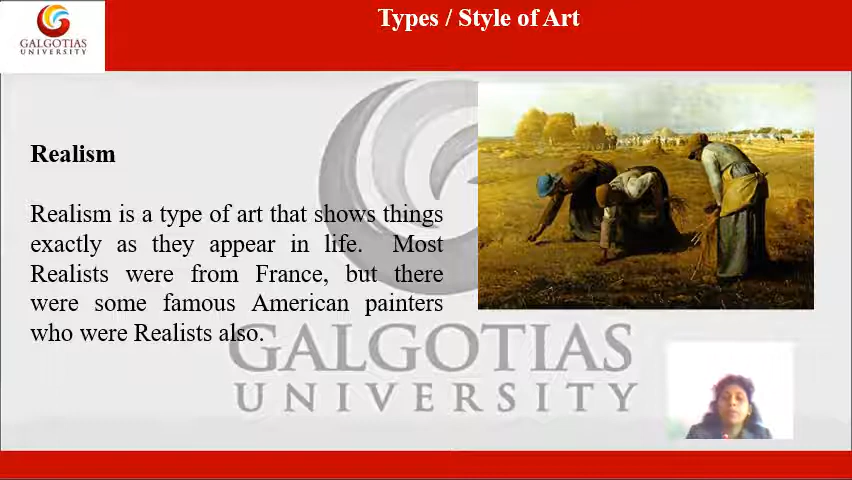 Types / Style of Art
GALGOTIAS
UNIVERSITY
Realism
Realism is a type of art that shows things
exactly as they appear in life. Most
Realists were from France, but there
were some famous American painters
who were Realists also.
GALGOTIAS
UNIVERSITY